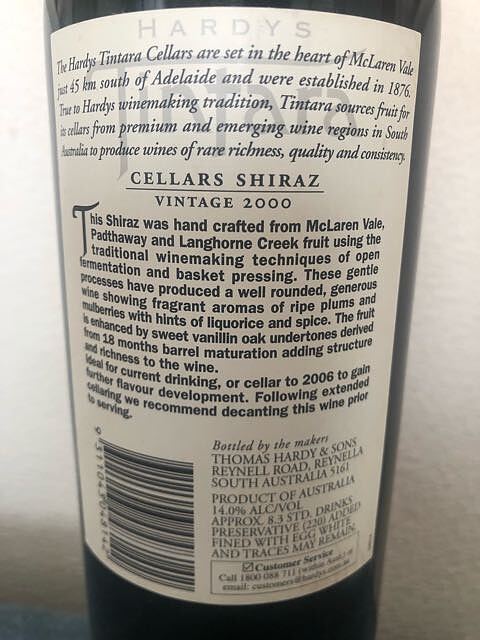 HARDYS
Tintara
The Hardys Tintara Cellars are set in the heart of McLaren Vale
just 45 km south of Adelaide and were established in 1876.
True to Hardys winemaking tradition, Tintara sources fruit for
its cellars from premium and emerging wine regions in South
Australia to produce wines of rare richness, quality and consistency.
CELLARS SHIRAZ
VINTAGE 2000
This Shiraz was hand crafted from McLaren Vale,
Padthaway and Langhorne Creek fruit using the
traditional winemaking techniques of open
fermentation and basket pressing. These gentle
processes have produced a well rounded, generous
wine showing fragrant aromas of ripe plums and
mulberries with hints of liquorice and spice. The fruit
is enhanced by sweet vanillin oak undertones derived
from 18 months barrel maturation adding structure
and richness to the wine.
Ideal for current drinking, or cellar to 2006 to gain
further flavour development. Following extended
cellaring we recommend decanting this wine prior
to serving.
Bottled by the makers
THOMAS HARDY & SONS
REYNELL ROAD, REYNELLA
SOUTH AUSTRALIA 5161
PRODUCT OF AUSTRALIA
14.0% ALC/VOL
APPROX. 8.3 STD. DRINKS
PRESERVATIVE (220) ADDED
FINED WITH EGG WHITE
AND TRACES MAY REMAIN.
Customer Service
Call 1800 088 711 (within Aust.) or
email: customers@hardys.com.au